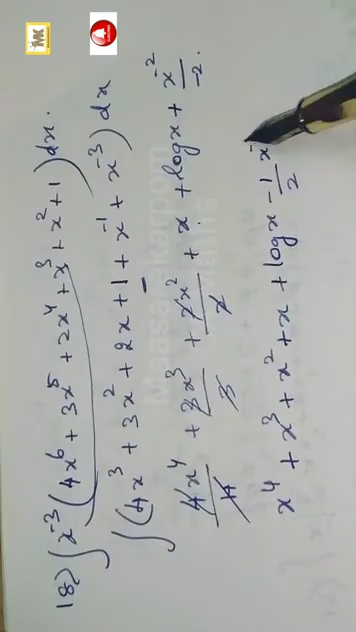 18) ∫ x⁻³ (4x⁶ + 3x⁵ + 2x⁴ + x³ + x² + 1) dx.
∫ (4x³ + 3x² + 2x + 1 + x⁻¹ + x⁻³) dx
4x⁴/4 + 3x³/3 + 2x²/2 + x + log x + x⁻²/-2.
x⁴ + x³ + x² + x + log x - 1/2 x⁻
MK